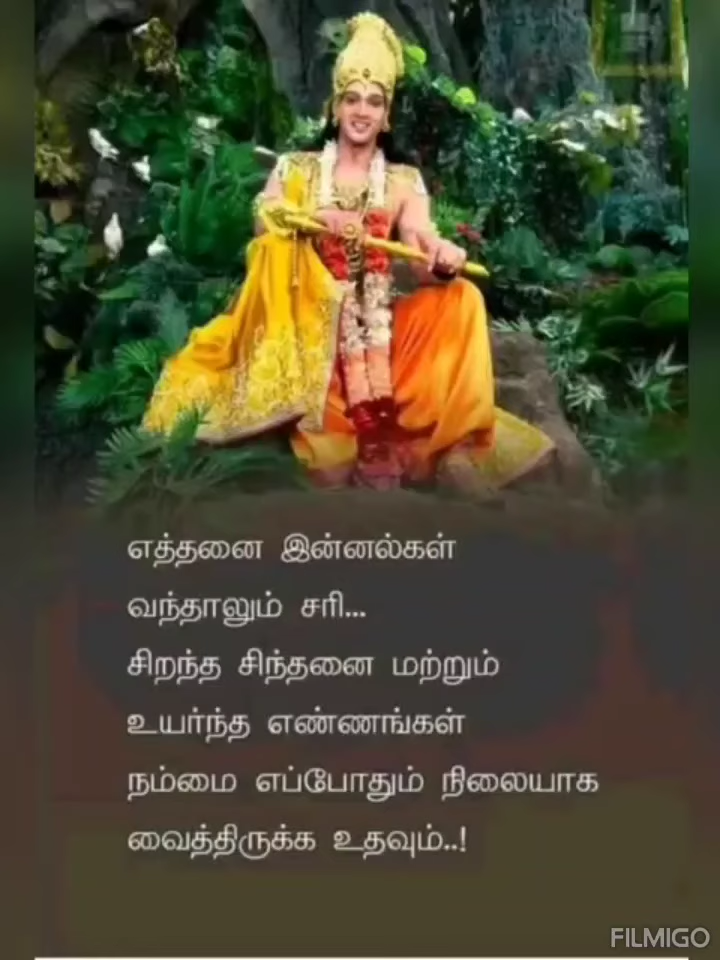 எத்தனை இன்னல்கள்
வந்தாலும் சரி...
சிறந்த சிந்தனை மற்றும்
உயர்ந்த எண்ணங்கள்
நம்மை எப்போதும் நிலையாக
வைத்திருக்க உதவும்..!
FILMIGO